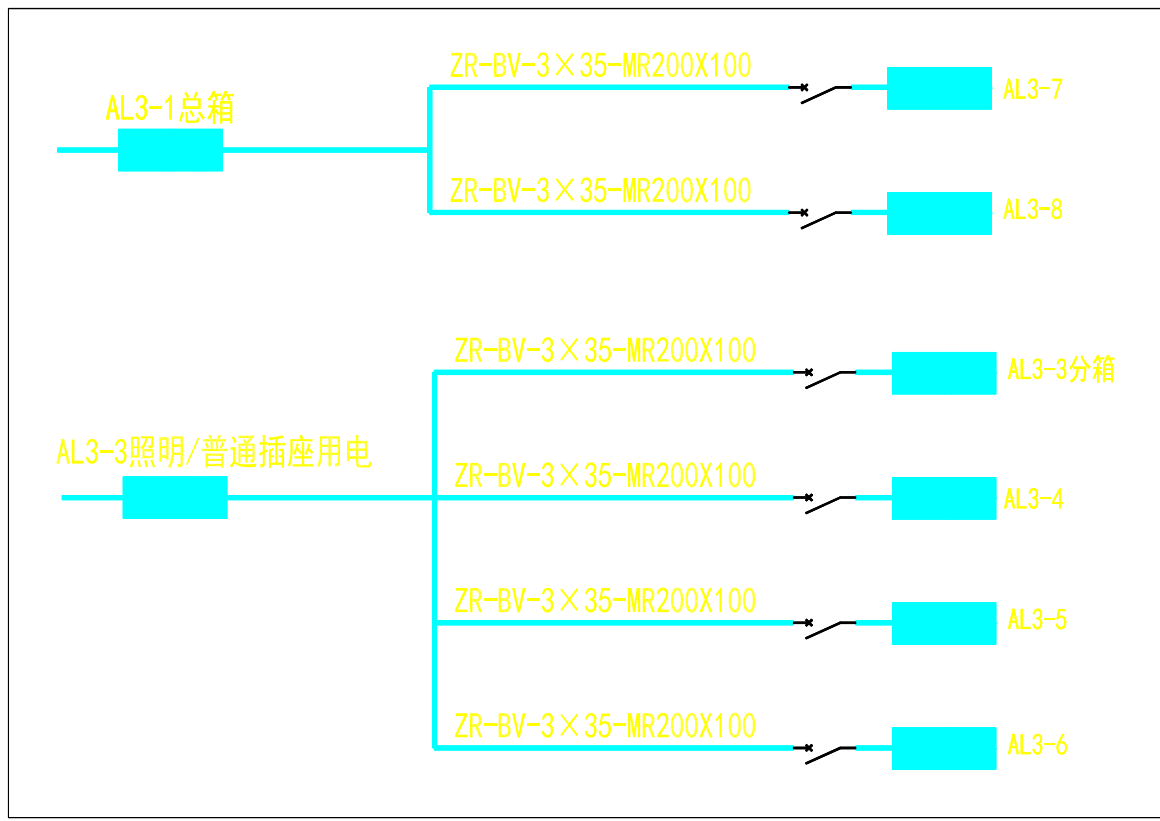 ZR-BV-3×35-MR200X100
AL3-7
AL3-1总箱
ZR-BV-3×35-MR200X100
AL3-8
ZR-BV-3×35-MR200X100
AL3-3分箱
AL3-3照明/普通插座用电
ZR-BV-3×35-MR200X100
AL3-4
ZR-BV-3×35-MR200X100
AL3-5
ZR-BV-3×35-MR200X100
AL3-6